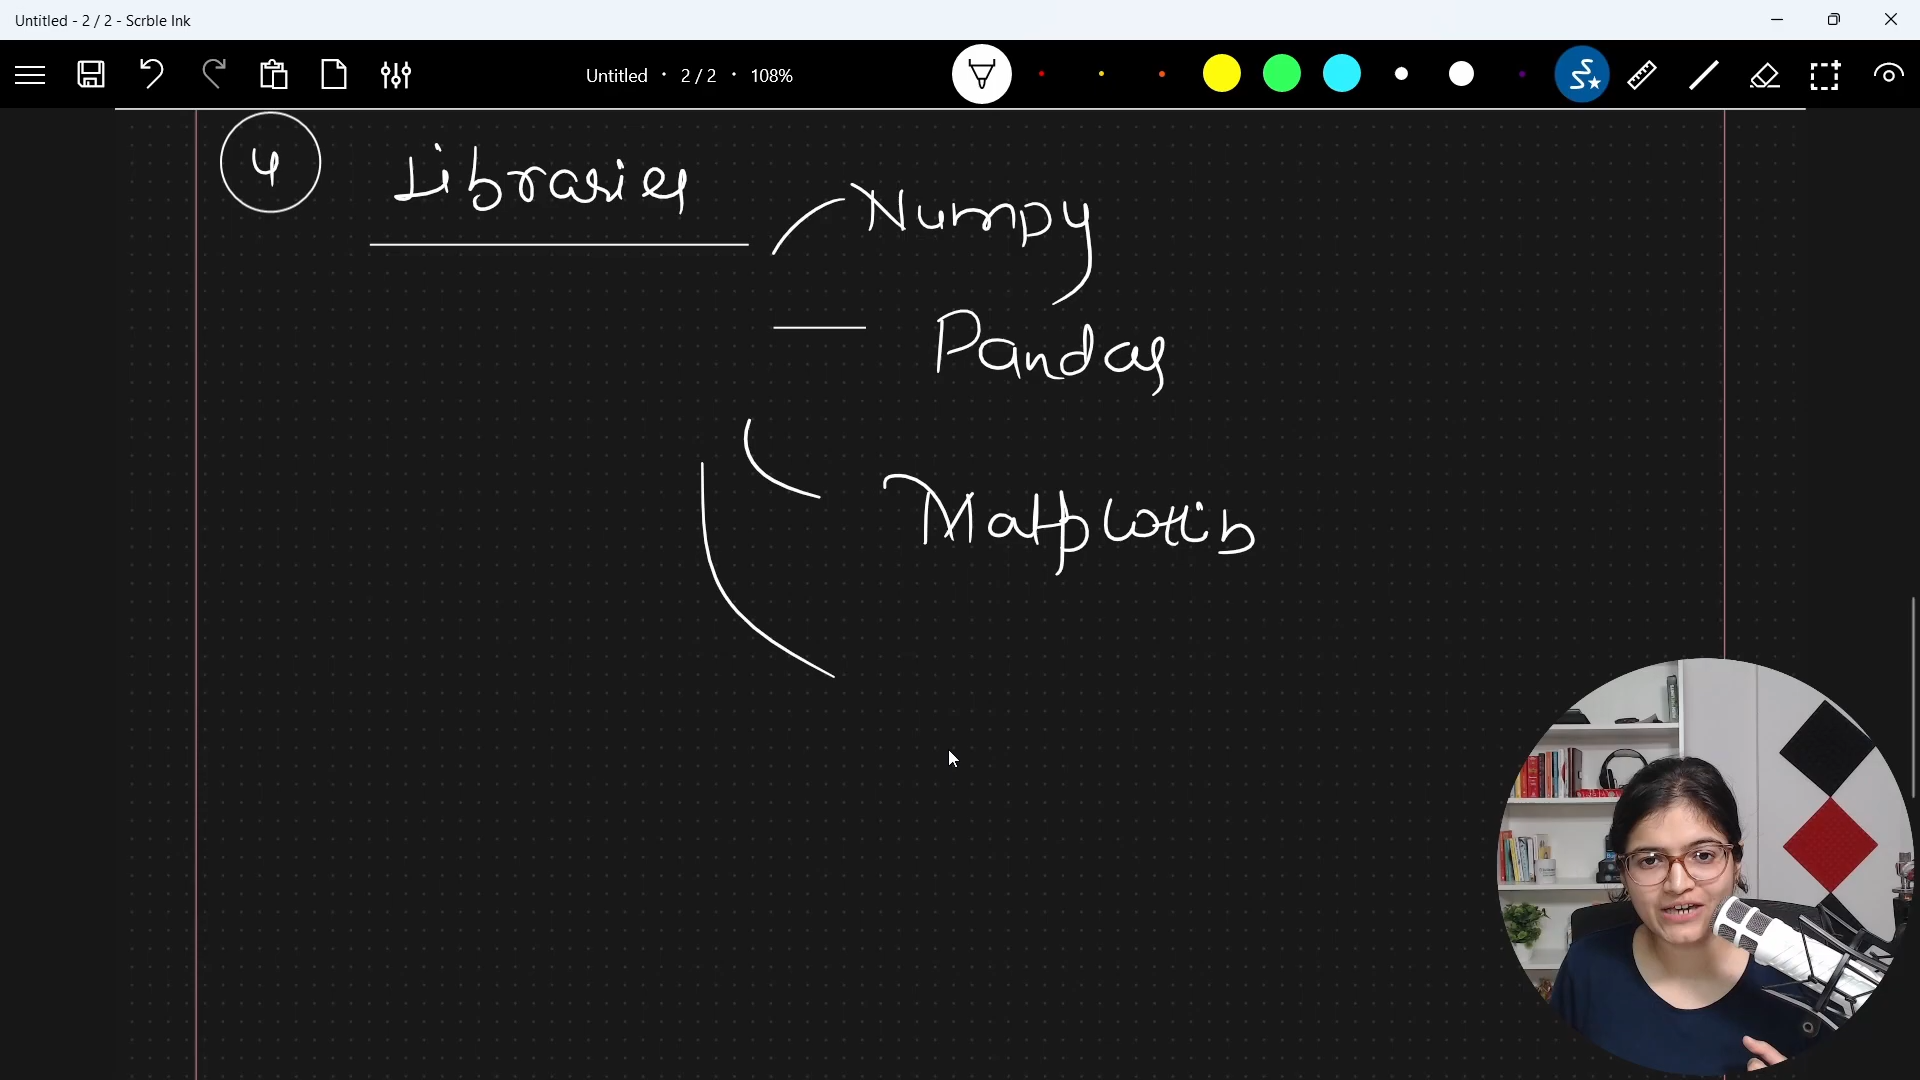 Untitled - 2 / 2 - Scrble Ink
Untitled • 2 / 2 • 108%
4 Libraries
Numpy
Pandas
Matplotlib